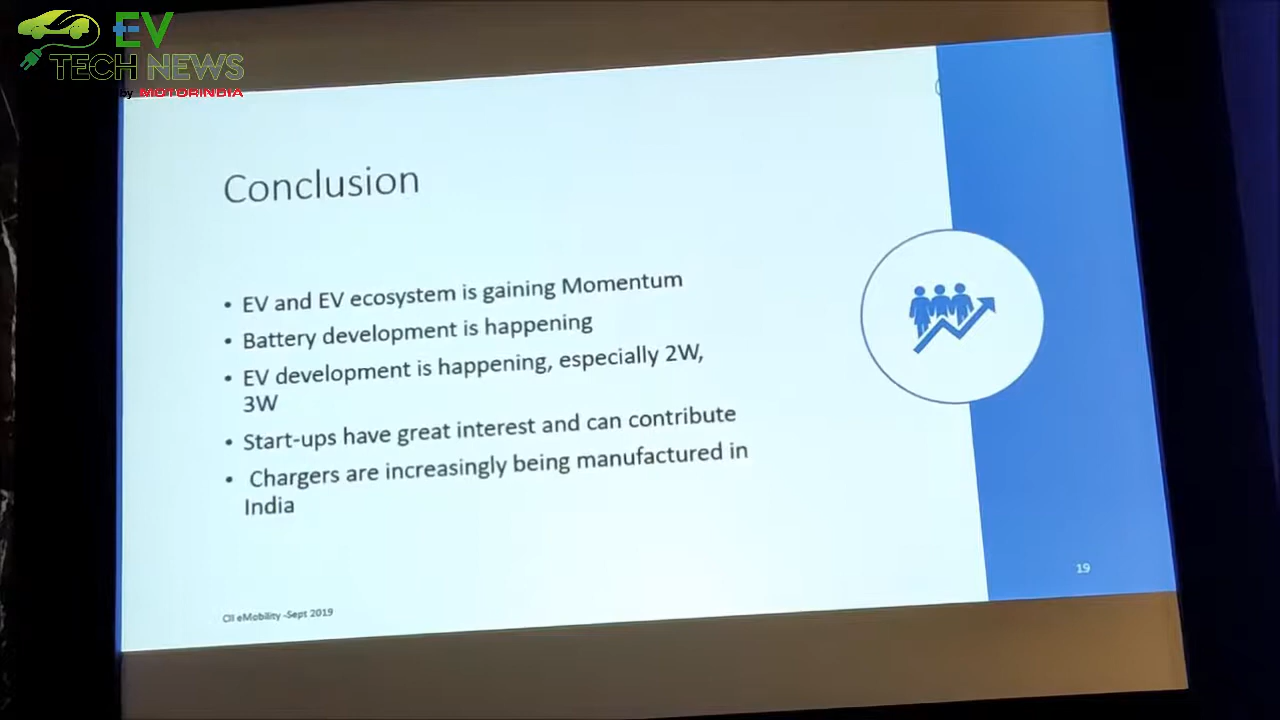 EV
TECH NEWS
by MOTORINDIA
Conclusion
• EV and EV ecosystem is gaining Momentum
• Battery development is happening
• EV development is happening, especially 2W,
3W
• Start-ups have great interest and can contribute
• Chargers are increasingly being manufactured in
India
CII eMobility -Sept 2019
19